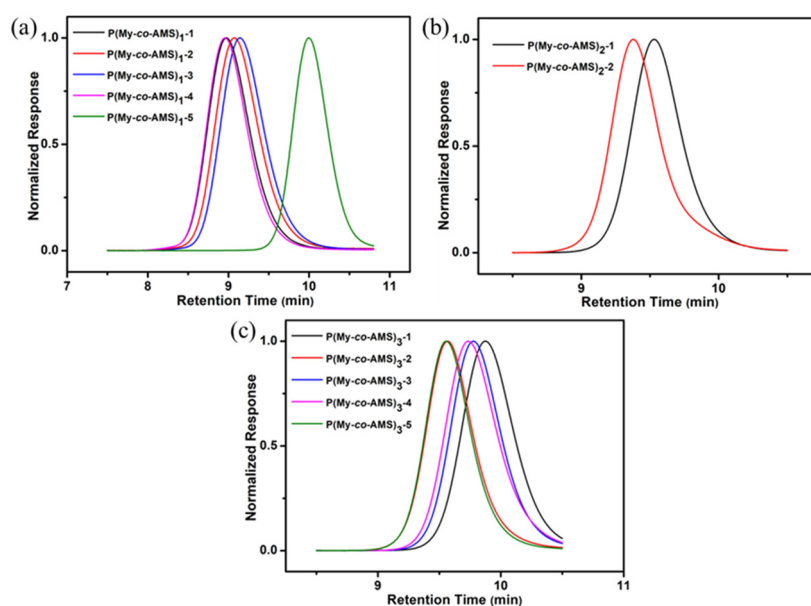 (a)
P(My-co-AMS)1-1
P(My-co-AMS)1-2
P(My-co-AMS)1-3
P(My-co-AMS)1-4
P(My-co-AMS)1-5
Normalized Response
1.0
0.5
0.0
7 8 9 10 11
Retention Time (min)
(b)
P(My-co-AMS)2-1
P(My-co-AMS)2-2
Normalized Response
1.0
0.5
0.0
9 10
Retention Time (min)
(c)
P(My-co-AMS)3-1
P(My-co-AMS)3-2
P(My-co-AMS)3-3
P(My-co-AMS)3-4
P(My-co-AMS)3-5
Normalized Response
1.0
0.5
0.0
9 10 11
Retention Time (min)